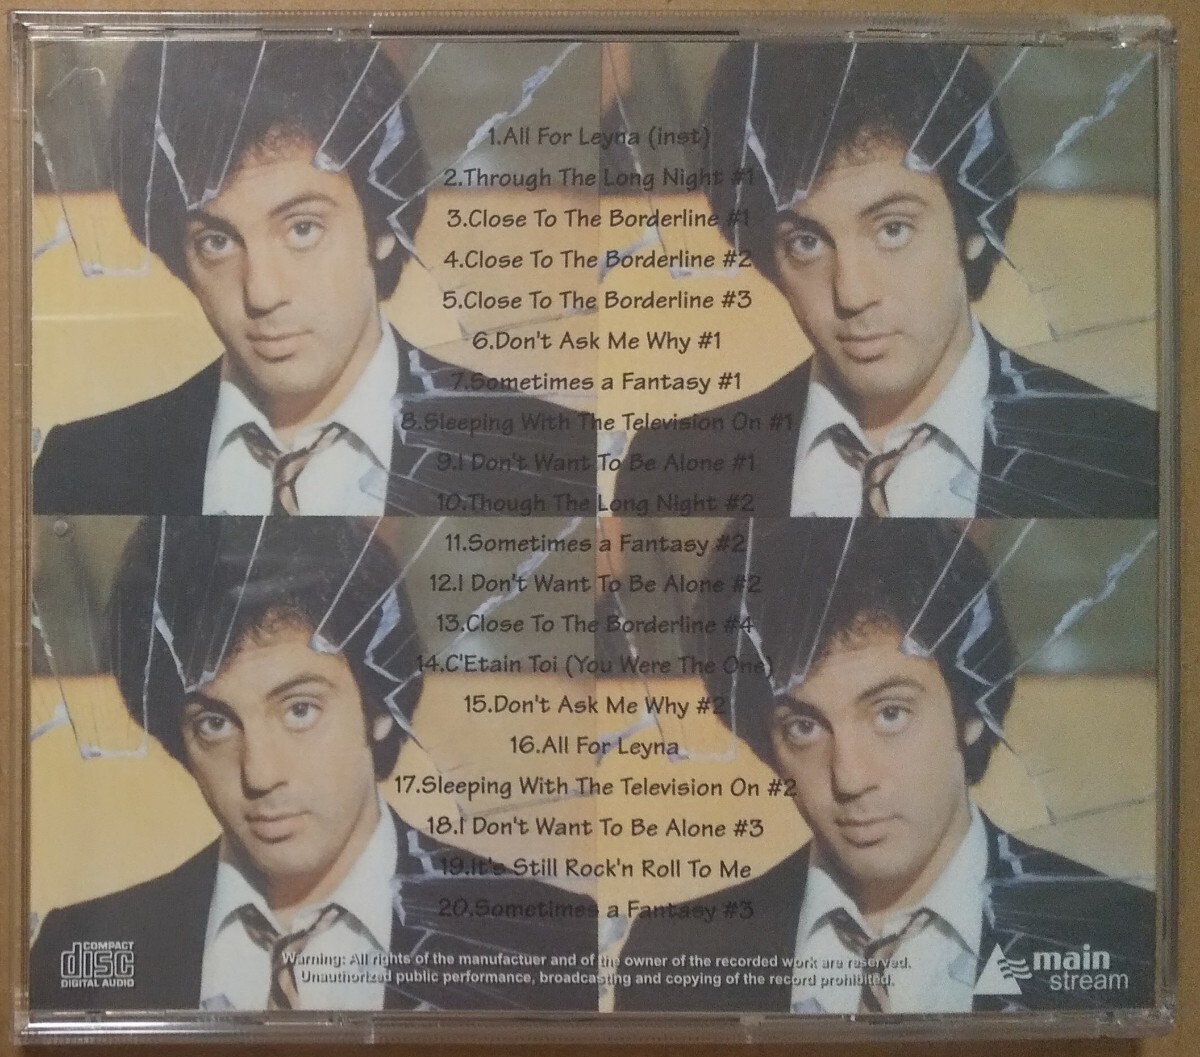 1.All For Leyna (inst)
2.Through The Long Night #1
3.Close To The Borderline #1
4.Close To The Borderline #2
5.Close To The Borderline #3
6.Don't Ask Me Why #1
7.Sometimes a Fantasy #1
8.Sleeping With The Television On #1
9.I Don't Want To Be Alone #1
10.Though The Long Night #2
11.Sometimes a Fantasy #2
12.I Don't Want To Be Alone #2
13.Close To The Borderline #4
14.C'Etain Toi (You Were The One)
15.Don't Ask Me Why #2
16.All For Leyna
17.Sleeping With The Television On #2
18.I Don't Want To Be Alone #3
19.It's Still Rock'n Roll To Me
20.Sometimes a Fantasy #3
COMPACT
disc
DIGITAL AUDIO
Warning: All rights of the manufactuer and of the owner of the recorded work are reserved.
Unauthorized public performance, broadcasting and copying of the record prohibited.
main
stream